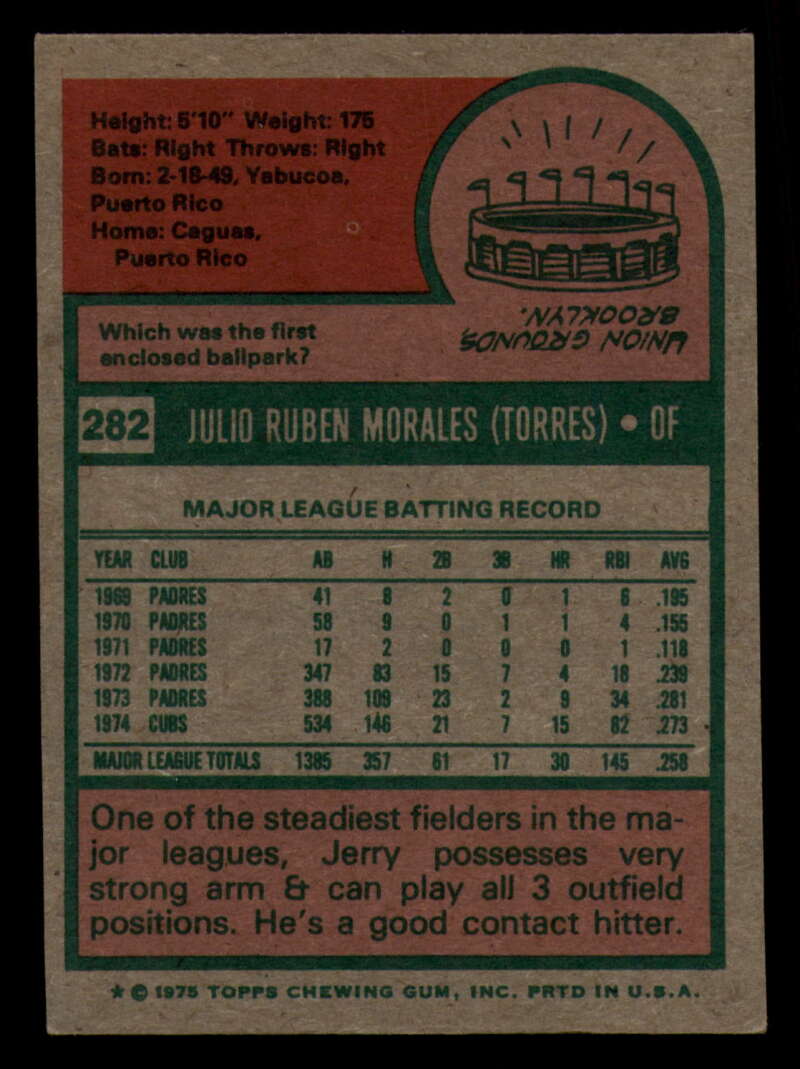 Height: 5'10" Weight: 175
Bats: Right Throws: Right
Born: 2-18-49, Yabucoa,
Puerto Rico
Home: Caguas,
Puerto Rico
Which was the first
enclosed ballpark?
UNION GROUNDS,
BROOKLYN.
282 JULIO RUBEN MORALES (TORRES) • OF
MAJOR LEAGUE BATTING RECORD
YEAR CLUB AB H 2B 3B HR RBI AVG
1969 PADRES 41 8 2 0 1 6 .195
1970 PADRES 58 9 0 1 1 4 .155
1971 PADRES 17 2 0 0 0 1 .118
1972 PADRES 347 83 15 7 4 18 .239
1973 PADRES 388 109 23 2 9 34 .281
1974 CUBS 534 146 21 7 15 82 .273
MAJOR LEAGUE TOTALS 1385 357 61 17 30 145 .258
One of the steadiest fielders in the ma-
jor leagues, Jerry possesses very
strong arm & can play all 3 outfield
positions. He's a good contact hitter.
★ © 1975 TOPPS CHEWING GUM, INC. PRTD IN U.S.A.